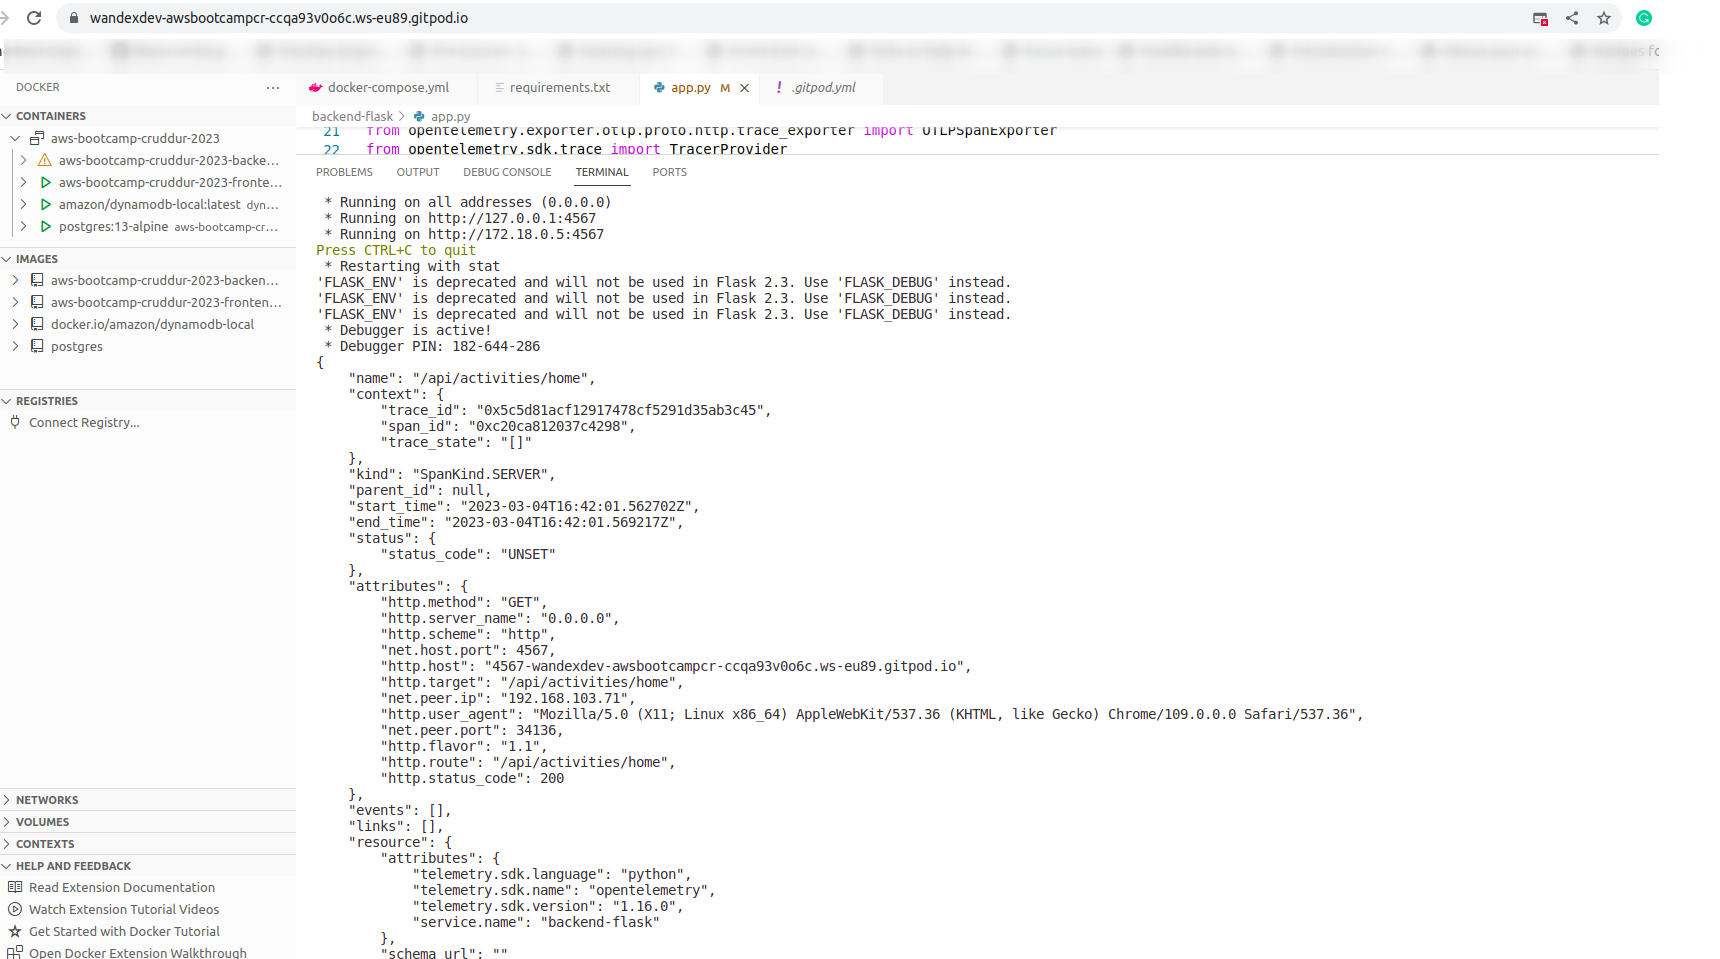 wandexdev-awsbootcampcr-ccqa93v0o6c.ws-eu89.gitpod.io
DOCKER
CONTAINERS
aws-bootcamp-cruddur-2023
aws-bootcamp-cruddur-2023-backe...
aws-bootcamp-cruddur-2023-fronte...
amazon/dynamodb-local:latest dyn...
postgres:13-alpine aws-bootcamp-cr...
IMAGES
aws-bootcamp-cruddur-2023-backen...
aws-bootcamp-cruddur-2023-fronten...
docker.io/amazon/dynamodb-local
postgres
REGISTRIES
Connect Registry...
NETWORKS
VOLUMES
CONTEXTS
HELP AND FEEDBACK
Read Extension Documentation
Watch Extension Tutorial Videos
Get Started with Docker Tutorial
Open Docker Extension Walkthrough
docker-compose.yml
requirements.txt
app.py M
! .gitpod.yml
backend-flask > app.py
21 from opentelemetry.exporter.otlp.proto.http.trace_exporter import OTLPSpanExporter
22 from opentelemetry.sdk.trace import TracerProvider
PROBLEMS OUTPUT DEBUG CONSOLE TERMINAL PORTS
* Running on all addresses (0.0.0.0)
* Running on http://127.0.0.1:4567
* Running on http://172.18.0.5:4567
Press CTRL+C to quit
* Restarting with stat
'FLASK_ENV' is deprecated and will not be used in Flask 2.3. Use 'FLASK_DEBUG' instead.
'FLASK_ENV' is deprecated and will not be used in Flask 2.3. Use 'FLASK_DEBUG' instead.
'FLASK_ENV' is deprecated and will not be used in Flask 2.3. Use 'FLASK_DEBUG' instead.
* Debugger is active!
* Debugger PIN: 182-644-286
{
"name": "/api/activities/home",
"context": {
"trace_id": "0x5c5d81acf12917478cf5291d35ab3c45",
"span_id": "0xc20ca812037c4298",
"trace_state": "[]"
},
"kind": "SpanKind.SERVER",
"parent_id": null,
"start_time": "2023-03-04T16:42:01.562702Z",
"end_time": "2023-03-04T16:42:01.569217Z",
"status": {
"status_code": "UNSET"
},
"attributes": {
"http.method": "GET",
"http.server_name": "0.0.0.0",
"http.scheme": "http",
"net.host.port": 4567,
"http.host": "4567-wandexdev-awsbootcampcr-ccqa93v0o6c.ws-eu89.gitpod.io",
"http.target": "/api/activities/home",
"net.peer.ip": "192.168.103.71",
"http.user_agent": "Mozilla/5.0 (X11; Linux x86_64) AppleWebKit/537.36 (KHTML, like Gecko) Chrome/109.0.0.0 Safari/537.36",
"net.peer.port": 34136,
"http.flavor": "1.1",
"http.route": "/api/activities/home",
"http.status_code": 200
},
"events": [],
"links": [],
"resource": {
"attributes": {
"telemetry.sdk.language": "python",
"telemetry.sdk.name": "opentelemetry",
"telemetry.sdk.version": "1.16.0",
"service.name": "backend-flask"
},
"schema_url": ""